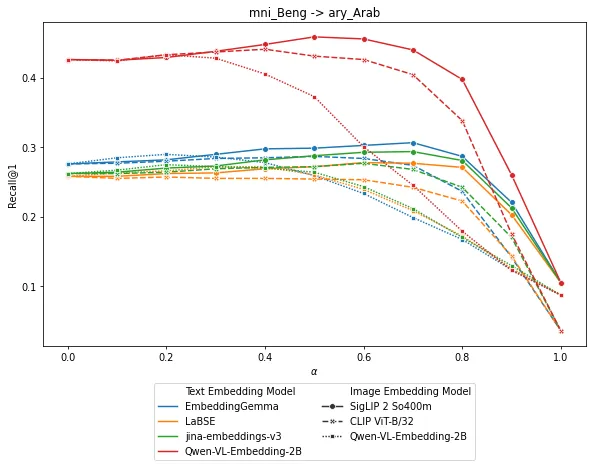 mni_Beng -> ary_Arab
Recall@1
0.4
0.3
0.2
0.1
0.0 0.2 0.4 0.6 0.8 1.0
α
Text Embedding Model Image Embedding Model
EmbeddingGemma SigLIP 2 So400m
LaBSE CLIP ViT-B/32
jina-embeddings-v3 Qwen-VL-Embedding-2B
Qwen-VL-Embedding-2B